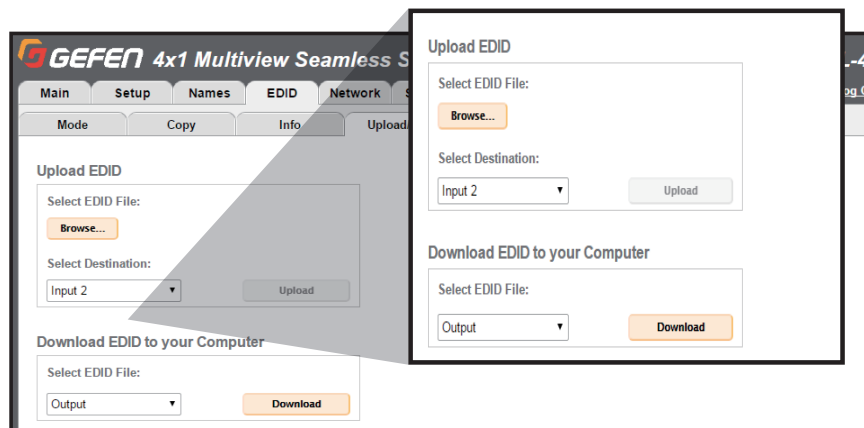 GEFEN 4x1 Multiview Seamless S
L-4
Main Setup Names EDID Network S
og O
Mode Copy Info Upload/
Upload EDID
Select EDID File:
Browse...
Select Destination:
Input 2 Upload
Download EDID to your Computer
Select EDID File:
Output Download
Upload EDID
Select EDID File:
Browse...
Select Destination:
Input 2 Upload
Download EDID to your Computer
Select EDID File:
Output Download